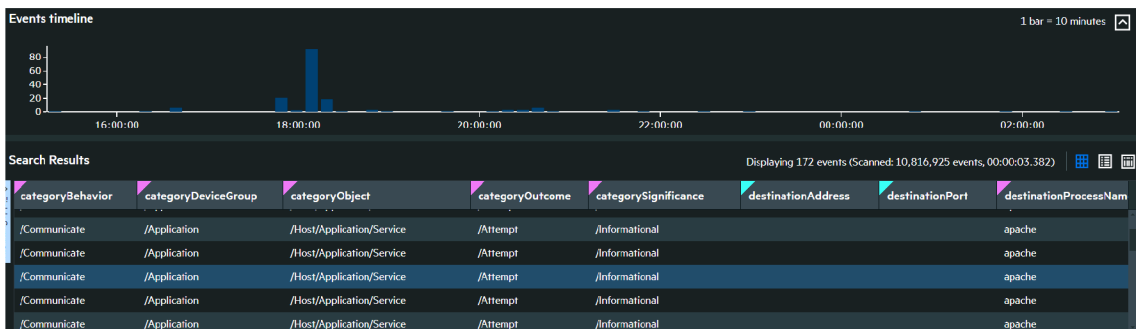 Events timeline
1 bar = 10 minutes
80
60
40
20
0
16:00:00 18:00:00 20:00:00 22:00:00 00:00:00 02:00:00
Search Results
Displaying 172 events (Scanned: 10,816,925 events, 00:00:03.382)
categoryBehavior categoryDeviceGroup categoryObject categoryOutcome categorySignificance destinationAddress destinationPort destinationProcessNam
/Communicate /Application /Host/Application/Service /Attempt /Informational apache
/Communicate /Application /Host/Application/Service /Attempt /Informational apache
/Communicate /Application /Host/Application/Service /Attempt /Informational apache
/Communicate /Application /Host/Application/Service /Attempt /Informational apache
/Communicate /Application /Host/Application/Service /Attempt /Informational apache